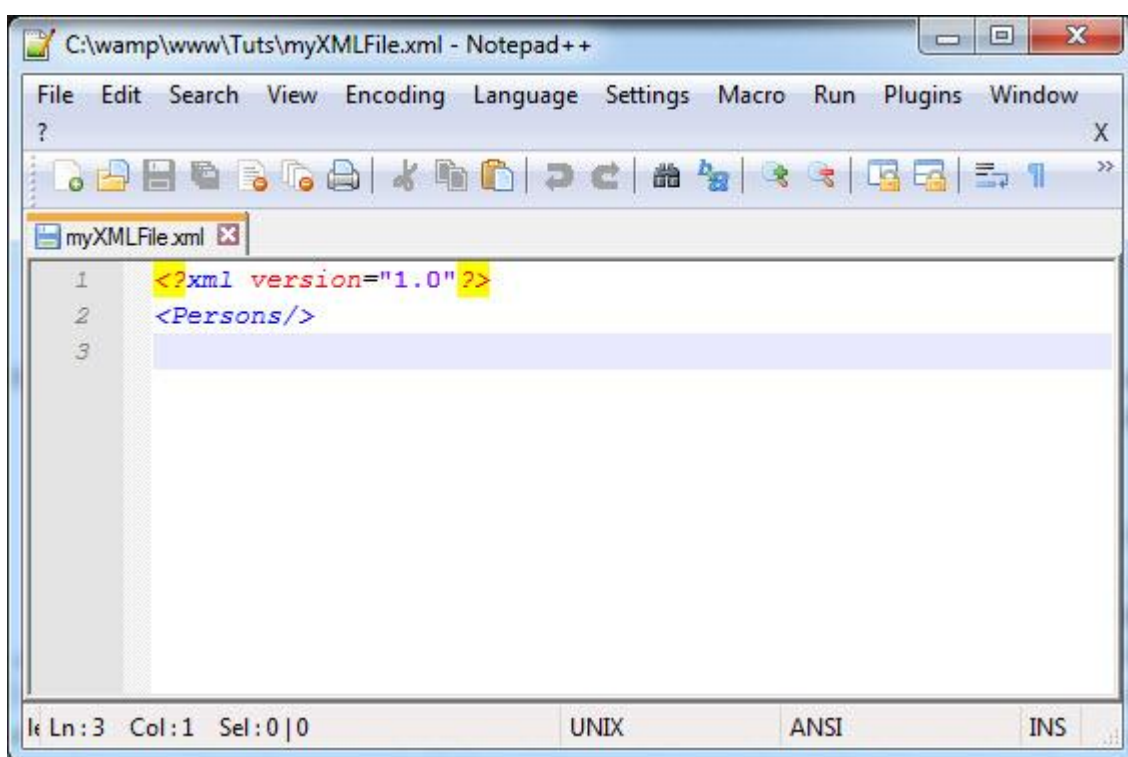 C:\wamp\www\Tuts\myXMLFile.xml - Notepad++
File Edit Search View Encoding Language Settings Macro Run Plugins Window
? X
myXMLFile.xml
1 <?xml version="1.0"?>
2 <Persons/>
3
Ln:3 Col:1 Sel:0|0 UNIX ANSI INS